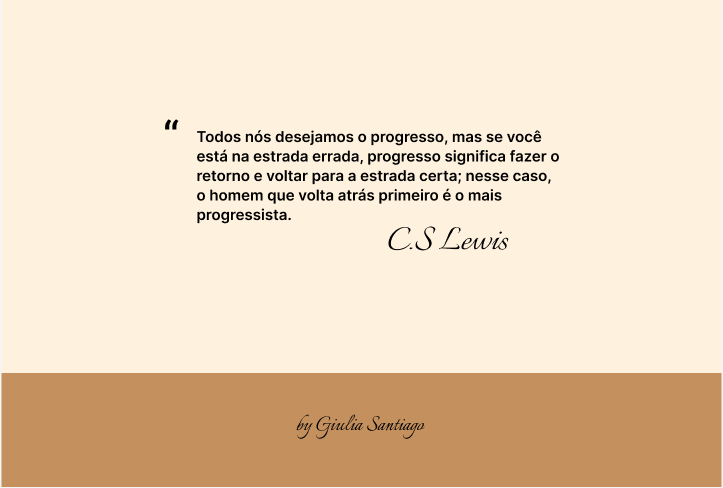 “
Todos nós desejamos o progresso, mas se você
está na estrada errada, progresso significa fazer o
retorno e voltar para a estrada certa; nesse caso,
o homem que volta atrás primeiro é o mais
progressista.
C.S Lewis
by Giulia Santiago